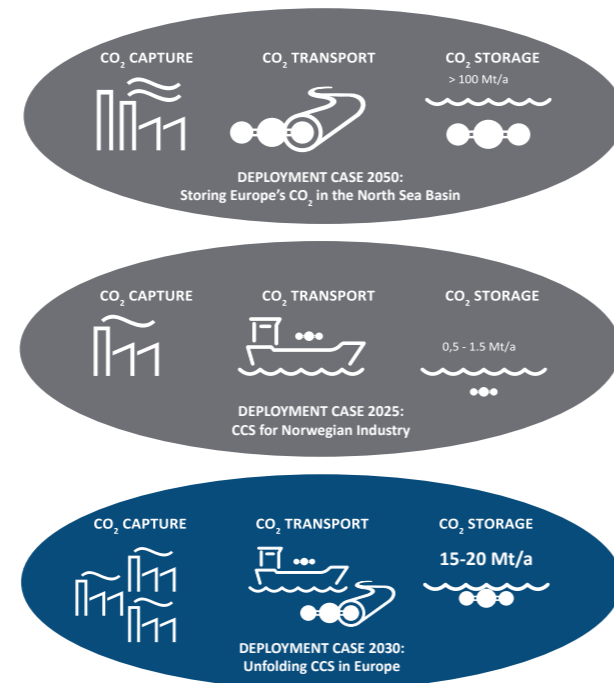 CO₂ CAPTURE CO₂ TRANSPORT CO₂ STORAGE
> 100 Mt/a
DEPLOYMENT CASE 2050:
Storing Europe's CO₂ in the North Sea Basin
CO₂ CAPTURE CO₂ TRANSPORT CO₂ STORAGE
0,5 - 1.5 Mt/a
DEPLOYMENT CASE 2025:
CCS for Norwegian Industry
CO₂ CAPTURE CO₂ TRANSPORT CO₂ STORAGE
15-20 Mt/a
DEPLOYMENT CASE 2030:
Unfolding CCS in Europe